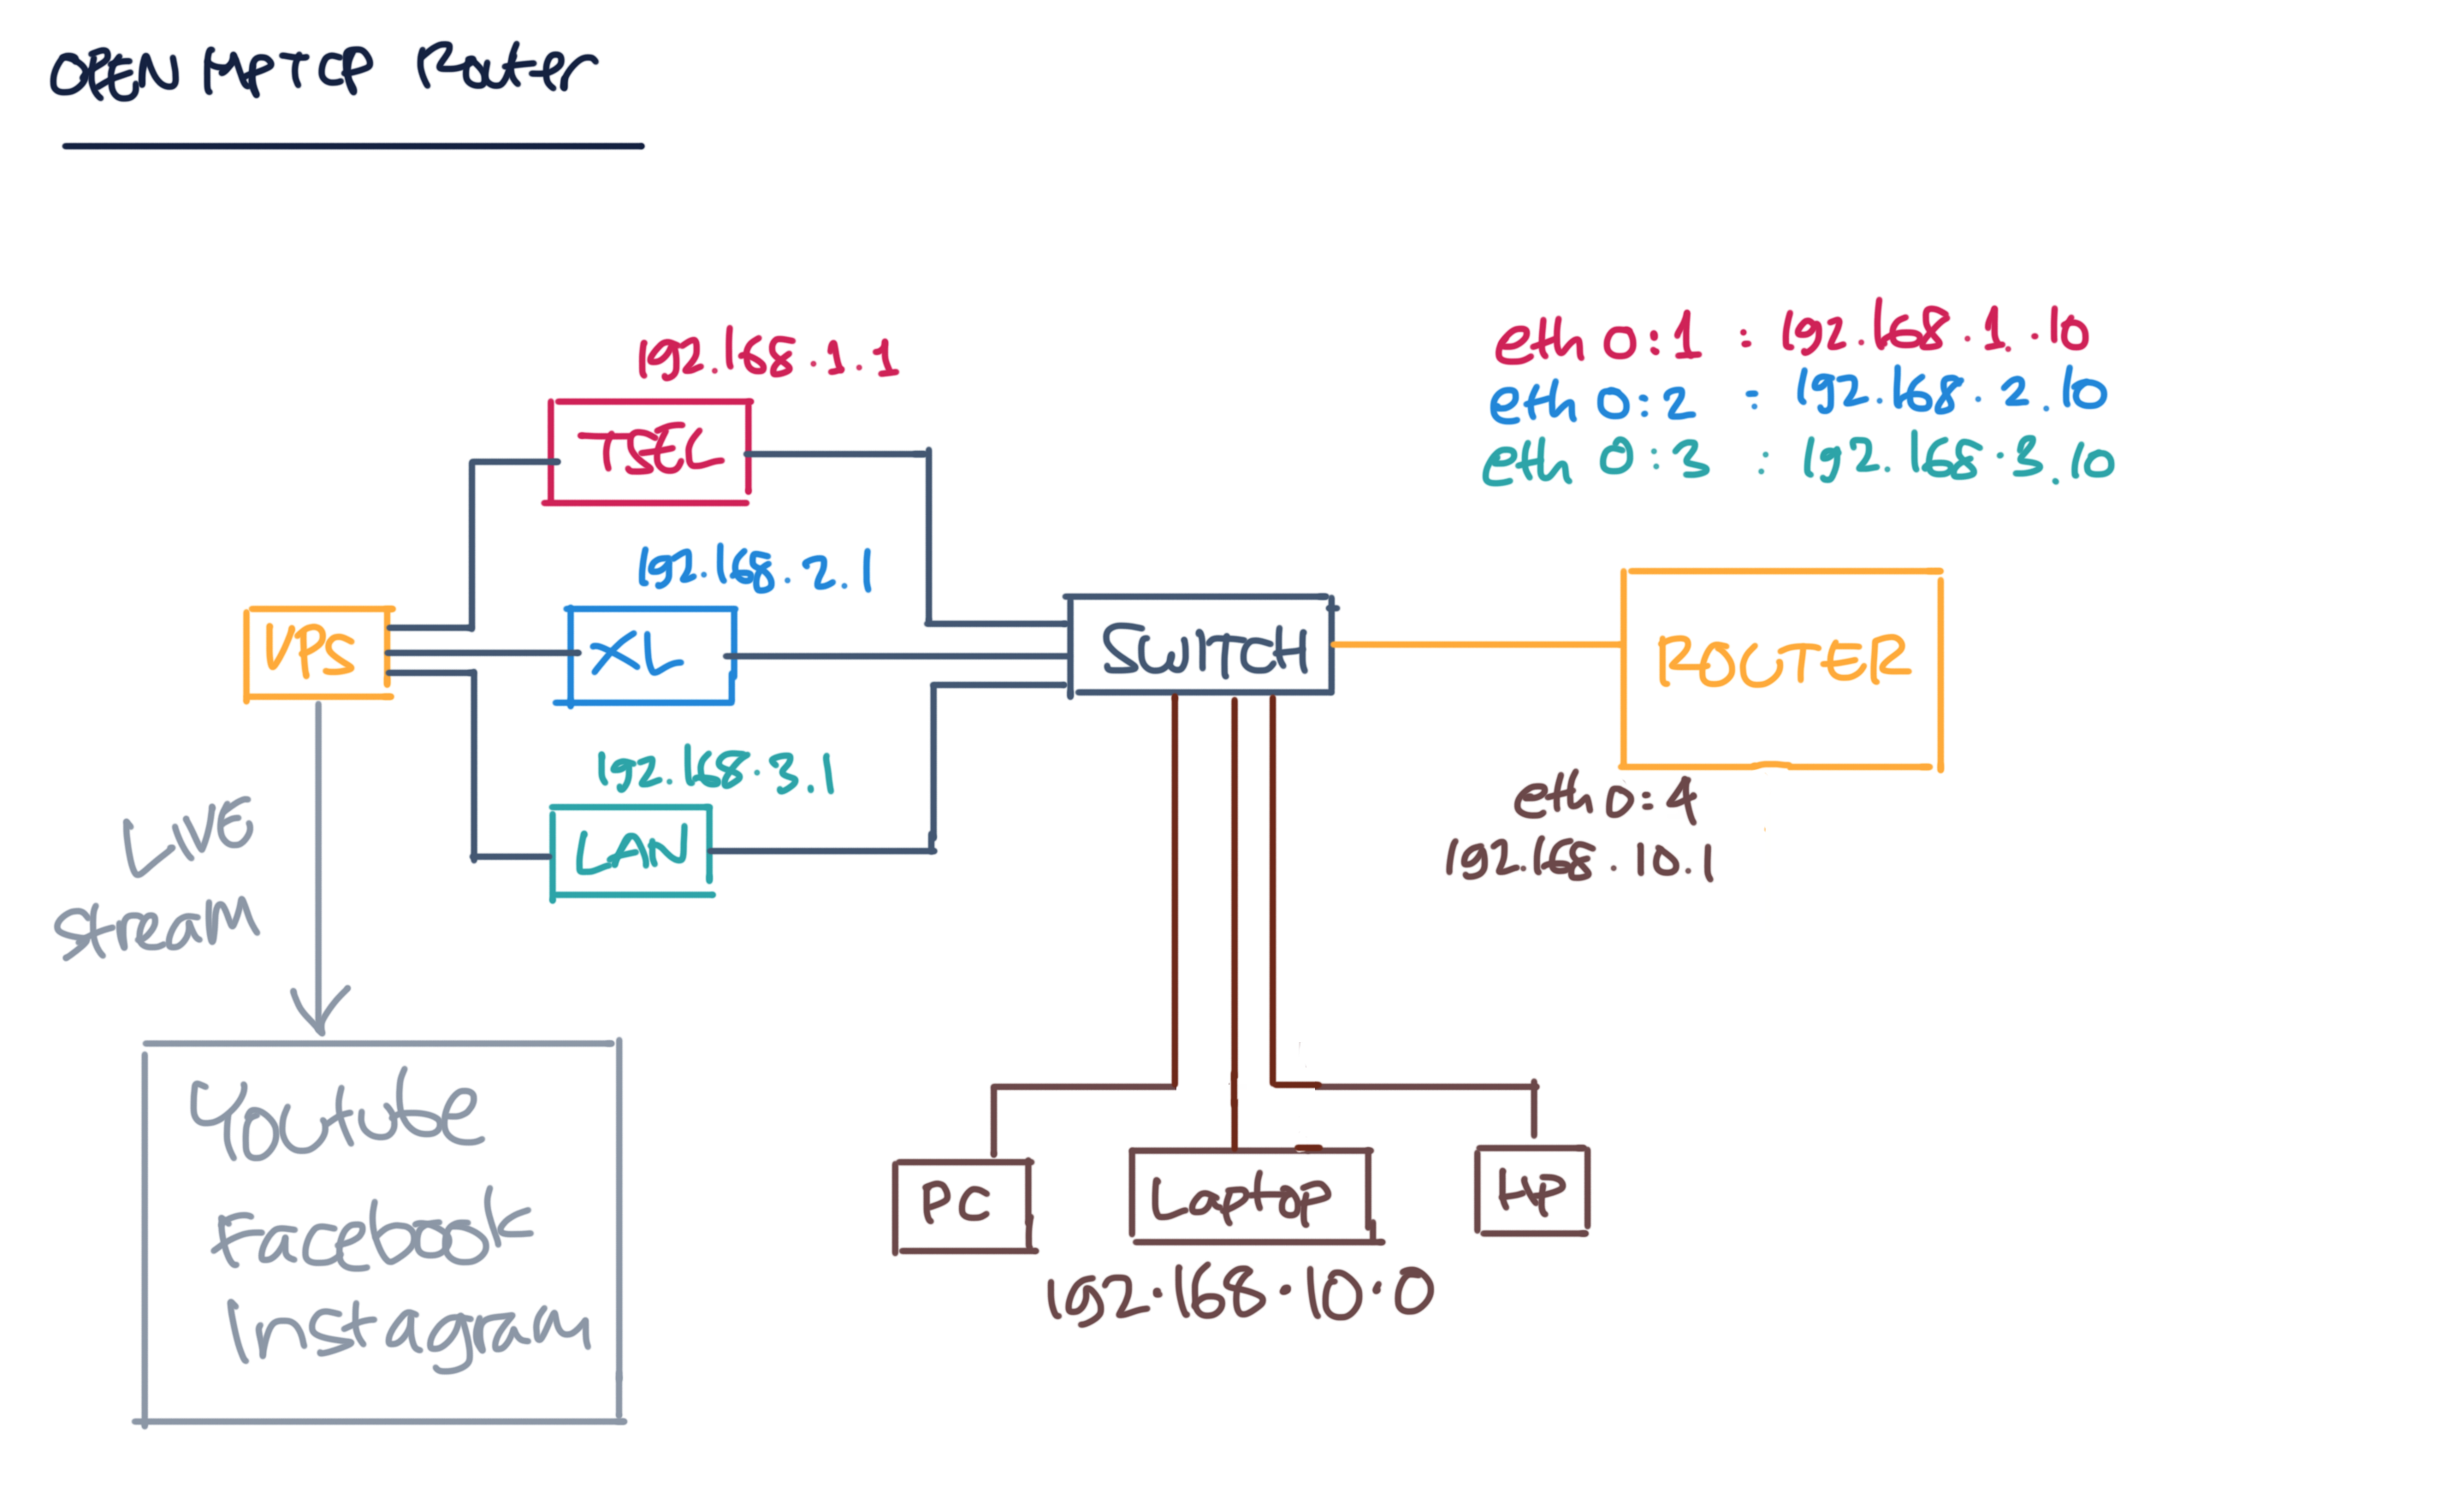 OPEN MPTCP Router
192.168.1.1
TSEL
192.168.2.1
XL
192.168.3.1
LAN
VPS
SWITCH
eth 0:1 : 192.168.1.10
eth 0:2 : 192.168.2.10
eth 0:3 : 192.168.3.10
ROUTER
eth 0:4
192.168.10.1
LIVE
Stream
Youtube
Facebook
Instagram
PC
Laptop
HP
192.168.10.0